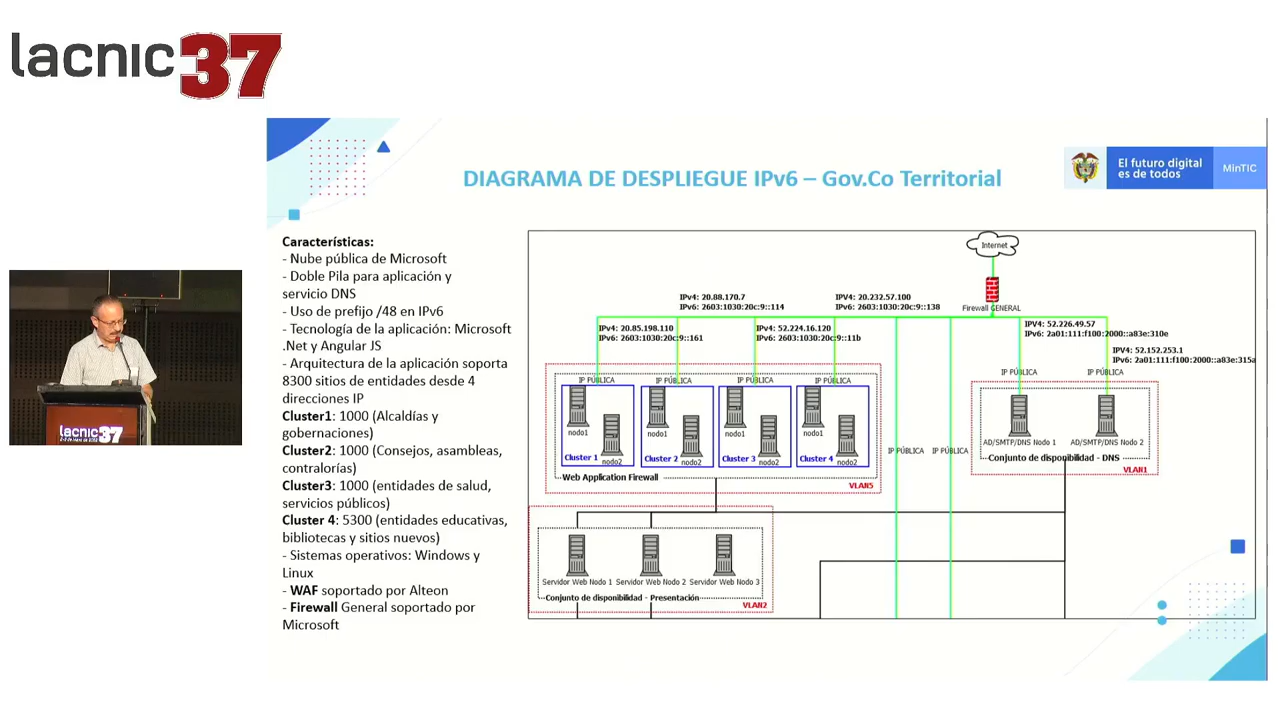 lacnic 37
DIAGRAMA DE DESPLIEGUE IPv6 – Gov.Co Territorial
El futuro digital
es de todos
MinTIC
Características:
- Nube pública de Microsoft
- Doble Pila para aplicación y
servicio DNS
- Uso de prefijo /48 en IPv6
- Tecnología de la aplicación: Microsoft
.Net y Angular JS
- Arquitectura de la aplicación soporta
8300 sitios de entidades desde 4
direcciones IP
Cluster1: 1000 (Alcaldías y
gobernaciones)
Cluster2: 1000 (Consejos, asambleas,
contralorías)
Cluster3: 1000 (entidades de salud,
servicios públicos)
Cluster 4: 5300 (entidades educativas,
bibliotecas y sitios nuevos)
- Sistemas operativos: Windows y
Linux
- WAF soportado por Alteon
- Firewall General soportado por
Microsoft
Internet
Firewall GENERAL
IPv4: 20.88.170.7
IPv6: 2603:1030:20c:9::114
IPv4: 20.232.57.100
IPv6: 2603:1030:20c:9::138
IPv4: 20.85.198.110
IPv6: 2603:1030:20c:9::161
IPv4: 52.224.16.120
IPv6: 2603:1030:20c:9::11b
IPv4: 52.226.49.57
IPv6: 2a01:111:f100:2000::a83e:310e
IPv4: 52.152.253.1
IPv6: 2a01:111:f100:2000::a83e:315a
IP PÚBLICA IP PÚBLICA IP PÚBLICA IP PÚBLICA
IP PÚBLICA IP PÚBLICA
nodo1 nodo1 nodo1 nodo1
Cluster 1 nodo2 Cluster 2 nodo2 Cluster 3 nodo2 Cluster 4 nodo2
Web Application Firewall
VLAN5
IP PÚBLICA IP PÚBLICA
AD/SMTP/DNS Nodo 1 AD/SMTP/DNS Nodo 2
Conjunto de disponibilidad - DNS
VLAN1
Servidor Web Nodo 1 Servidor Web Nodo 2 Servidor Web Nodo 3
Conjunto de disponibilidad - Presentación
VLAN2
lacnic 37